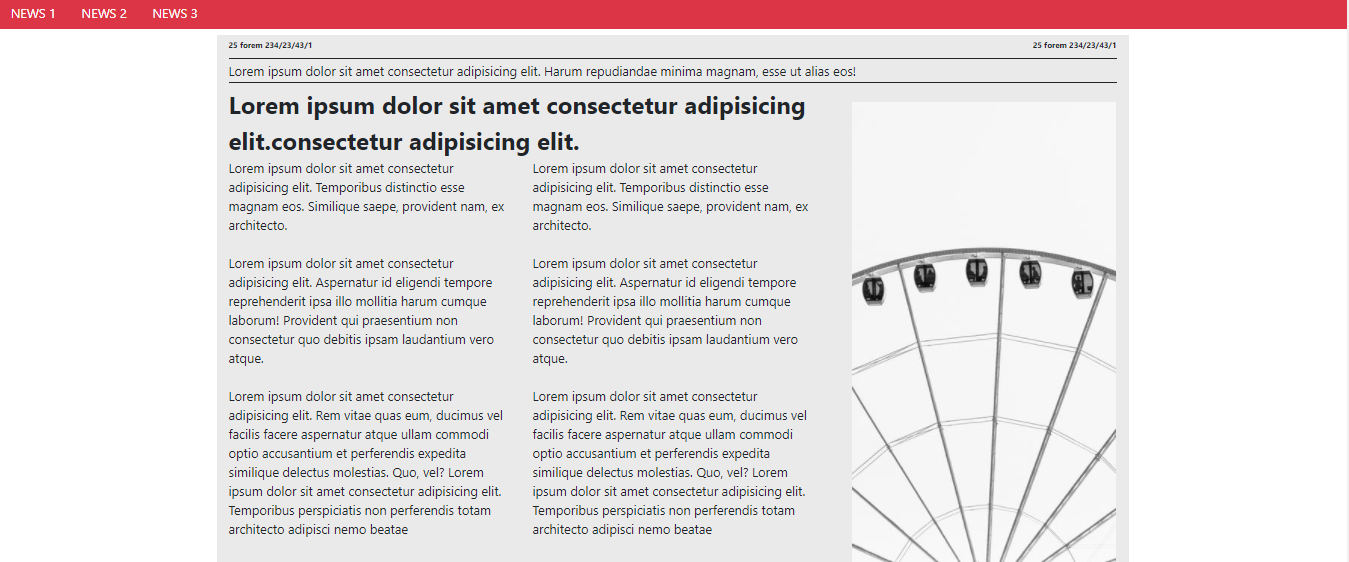 NEWS 1 NEWS 2 NEWS 3
25 forem 234/23/43/1 25 forem 234/23/43/1
Lorem ipsum dolor sit amet consectetur adipisicing elit. Harum repudiandae minima magnam, esse ut alias eos!
Lorem ipsum dolor sit amet consectetur adipisicing
elit.consectetur adipisicing elit.
Lorem ipsum dolor sit amet consectetur
adipisicing elit. Temporibus distinctio esse
magnam eos. Similique saepe, provident nam, ex
architecto.
Lorem ipsum dolor sit amet consectetur
adipisicing elit. Aspernatur id eligendi tempore
reprehenderit ipsa illo mollitia harum cumque
laborum! Provident qui praesentium non
consectetur quo debitis ipsam laudantium vero
atque.
Lorem ipsum dolor sit amet consectetur
adipisicing elit. Rem vitae quas eum, ducimus vel
facilis facere aspernatur atque ullam commodi
optio accusantium et perferendis expedita
similique delectus molestias. Quo, vel? Lorem
ipsum dolor sit amet consectetur adipisicing elit.
Temporibus perspiciatis non perferendis totam
architecto adipisci nemo beatae
Lorem ipsum dolor sit amet consectetur
adipisicing elit. Temporibus distinctio esse
magnam eos. Similique saepe, provident nam, ex
architecto.
Lorem ipsum dolor sit amet consectetur
adipisicing elit. Aspernatur id eligendi tempore
reprehenderit ipsa illo mollitia harum cumque
laborum! Provident qui praesentium non
consectetur quo debitis ipsam laudantium vero
atque.
Lorem ipsum dolor sit amet consectetur
adipisicing elit. Rem vitae quas eum, ducimus vel
facilis facere aspernatur atque ullam commodi
optio accusantium et perferendis expedita
similique delectus molestias. Quo, vel? Lorem
ipsum dolor sit amet consectetur adipisicing elit.
Temporibus perspiciatis non perferendis totam
architecto adipisci nemo beatae